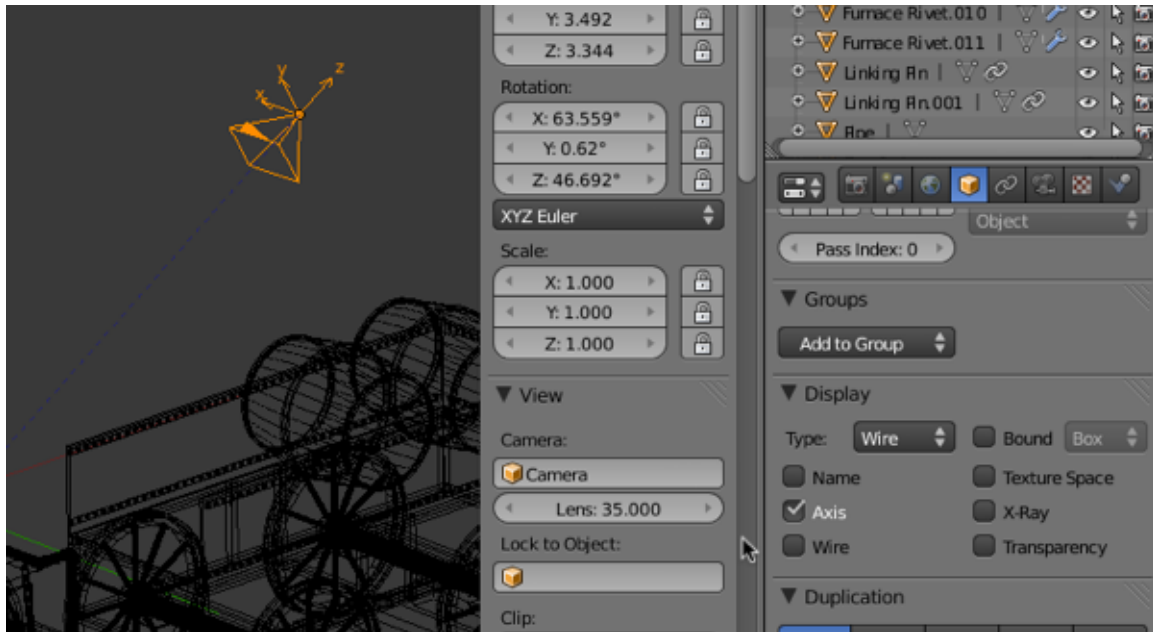 y
z
x
Y: 3.492
Z: 3.344
Rotation:
X: 63.559°
Y: 0.62°
Z: 46.692°
XYZ Euler
Scale:
X: 1.000
Y: 1.000
Z: 1.000
View
Camera:
Camera
Lens: 35.000
Lock to Object:
Clip:
Furnace Rivet.010
Furnace Rivet.011
Linking Pin
Linking Pin.001
Pipe
Object
Pass Index: 0
Groups
Add to Group
Display
Type: Wire Bound Box
Name Texture Space
Axis X-Ray
Wire Transparency
Duplication